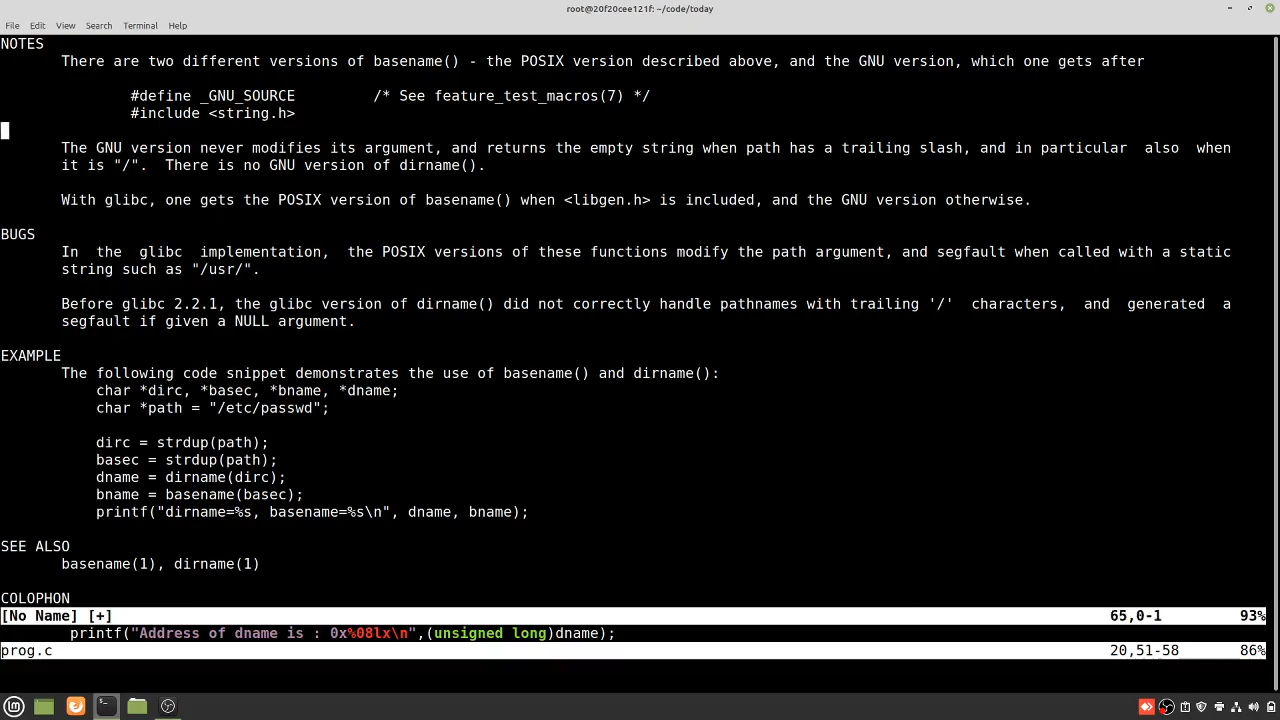 root@20f20cee121f: ~/code/today
File Edit View Search Terminal Help
NOTES
There are two different versions of basename() - the POSIX version described above, and the GNU version, which one gets after
#define _GNU_SOURCE         /* See feature_test_macros(7) */
#include <string.h>
The GNU version never modifies its argument, and returns the empty string when path has a trailing slash, and in particular  also  when
it is "/".  There is no GNU version of dirname().
With glibc, one gets the POSIX version of basename() when <libgen.h> is included, and the GNU version otherwise.
BUGS
In  the  glibc  implementation,  the POSIX versions of these functions modify the path argument, and segfault when called with a static
string such as "/usr/".
Before glibc 2.2.1, the glibc version of dirname() did not correctly handle pathnames with trailing '/'  characters,  and  generated  a
segfault if given a NULL argument.
EXAMPLE
The following code snippet demonstrates the use of basename() and dirname():
char *dirc, *basec, *bname, *dname;
char *path = "/etc/passwd";
dirc = strdup(path);
basec = strdup(path);
dname = dirname(dirc);
bname = basename(basec);
printf("dirname=%s, basename=%s\n", dname, bname);
SEE ALSO
basename(1), dirname(1)
COLOPHON
[No Name] [+] 65,0-1 93%
printf("Address of dname is : 0x%08lx\n",(unsigned long)dname);
prog.c 20,51-58 86%